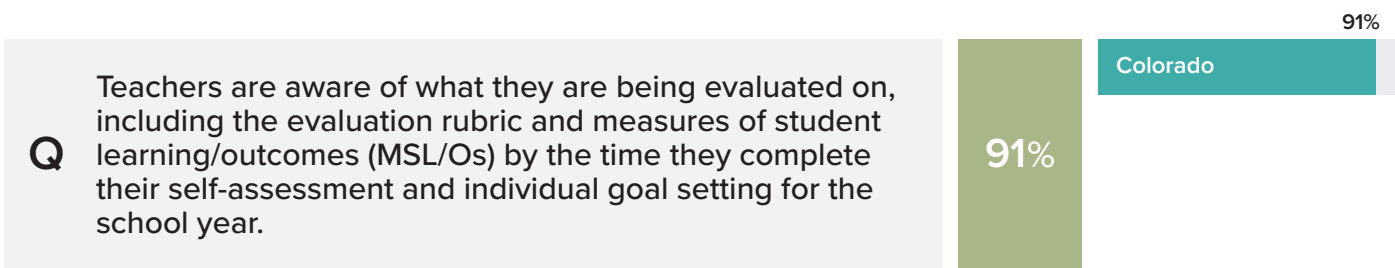 91%
Colorado
Q
Teachers are aware of what they are being evaluated on,
including the evaluation rubric and measures of student
learning/outcomes (MSL/Os) by the time they complete
their self-assessment and individual goal setting for the
school year.
91%